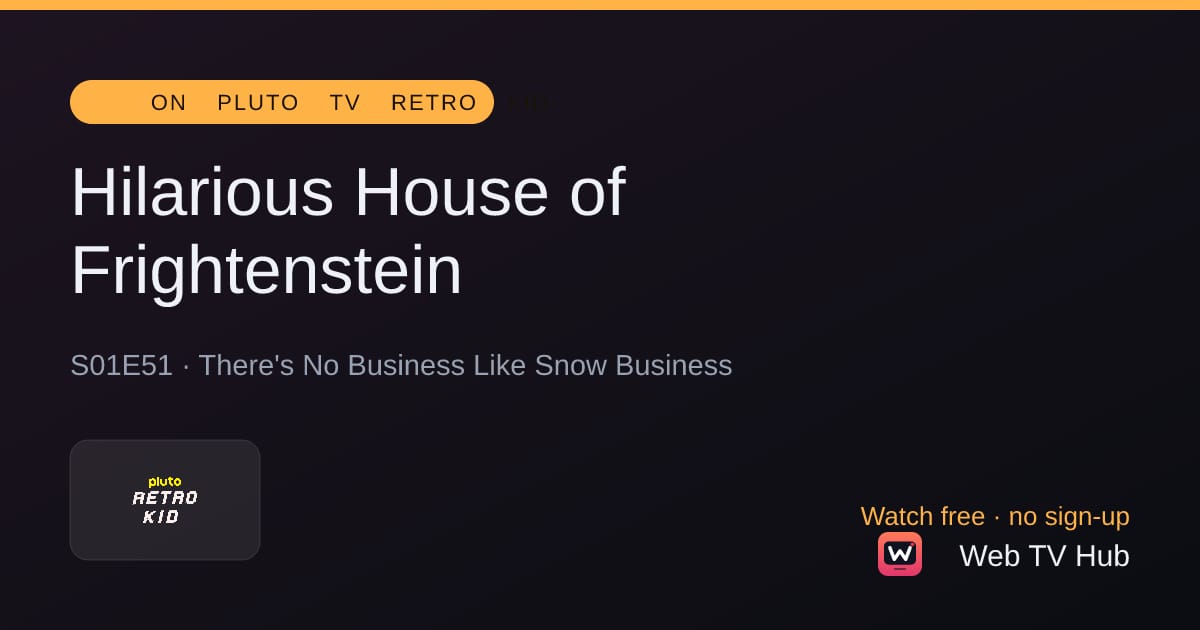 ON PLUTO TV RETRO KID
Hilarious House of
Frightenstein
S01E51 · There's No Business Like Snow Business
pluto
RETRO
KID
Watch free · no sign-up
W
Web TV Hub